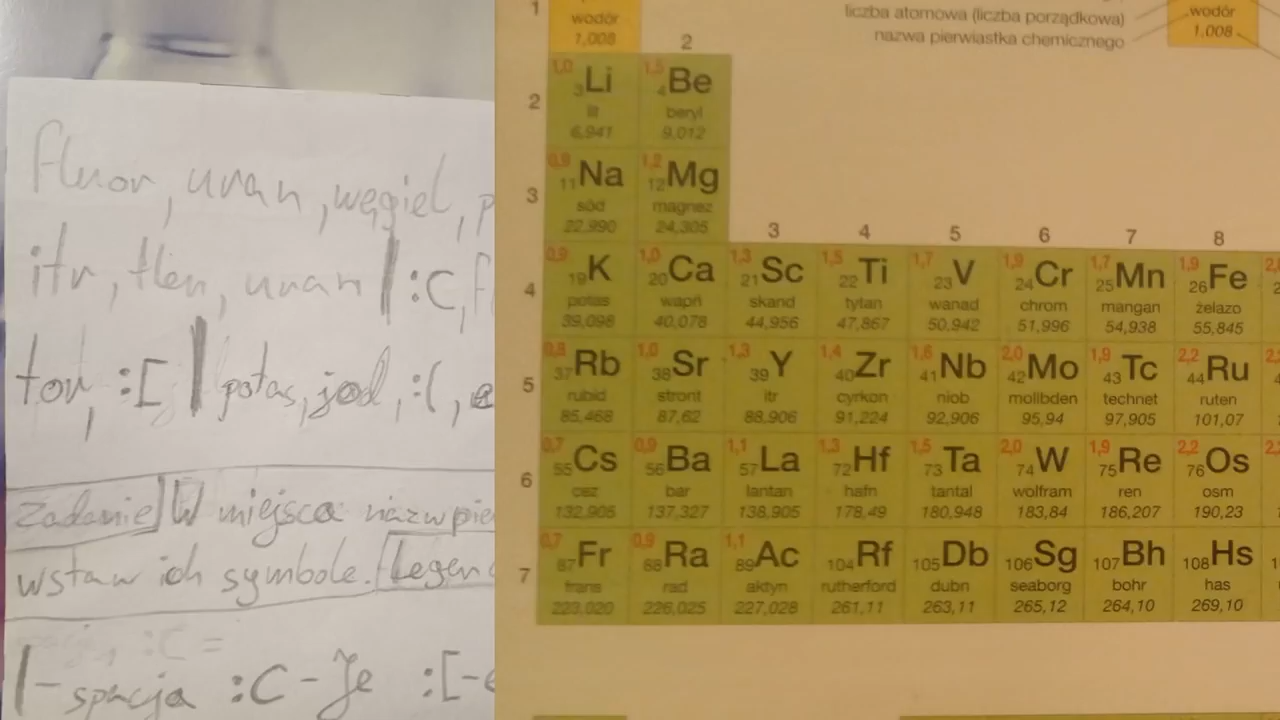 fluor, uran, węgiel, p
itr, tlen, uran | :C, f
tor, :[, | potas, jod, :(, e
Zadanie] W miejsca nazw pier
wstaw ich symbole. [Legen
:C =
|- spacja :C - Je :[-e
1
wodór
1,008
liczba atomowa (liczba porządkowa)
nazwa pierwiastka chemicznego
wodór
1,008
2
2
1,0 3 Li 1,5 4 Be
lit beryl
6,941 9,012
3
0,9 11 Na 1,2 12 Mg
sód magnez
22,990 24,305
3 4 5 6 7 8
4
0,9 19 K 1,0 20 Ca 1,3 21 Sc 1,5 22 Ti 1,7 23 V 1,9 24 Cr 1,7 25 Mn 1,9 26 Fe
potas wapń skand tytan wanad chrom mangan żelazo
39,098 40,078 44,956 47,867 50,942 51,996 54,938 55,845
5
0,8 37 Rb 1,0 38 Sr 1,3 39 Y 1,4 40 Zr 1,6 41 Nb 2,0 42 Mo 1,9 43 Tc 2,2 44 Ru
rubid stront itr cyrkon niob molibden technet ruten
85,468 87,62 88,906 91,224 92,906 95,94 97,905 101,07
6
0,7 55 Cs 0,9 56 Ba 1,1 57 La 1,3 72 Hf 1,5 73 Ta 2,0 74 W 1,9 75 Re 2,2 76 Os
cez bar lantan hafn tantal wolfram ren osm
132,905 137,327 138,905 178,49 180,948 183,84 186,207 190,23
7
0,7 87 Fr 0,9 88 Ra 1,1 89 Ac 104 Rf 105 Db 106 Sg 107 Bh 108 Hs
frans rad aktyn rutherford dubn seaborg bohr has
223,020 226,025 227,028 261,11 263,11 265,12 264,10 269,10